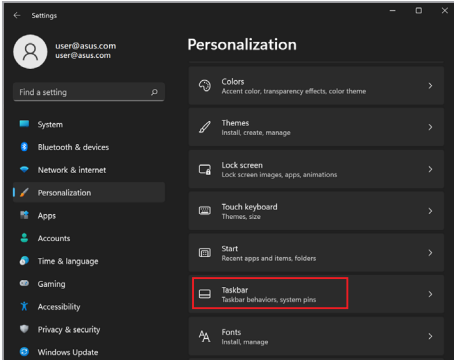 Settings
user@asus.com
user@asus.com
Find a setting
System
Bluetooth & devices
Network & internet
Personalization
Apps
Accounts
Time & language
Gaming
Accessibility
Privacy & security
Windows Update
Personalization
Colors
Accent color, transparency effects, color theme
Themes
Install, create, manage
Lock screen
Lock screen images, apps, animations
Touch keyboard
Themes, size
Start
Recent apps and items, folders
Taskbar
Taskbar behaviors, system pins
Fonts
Install, manage